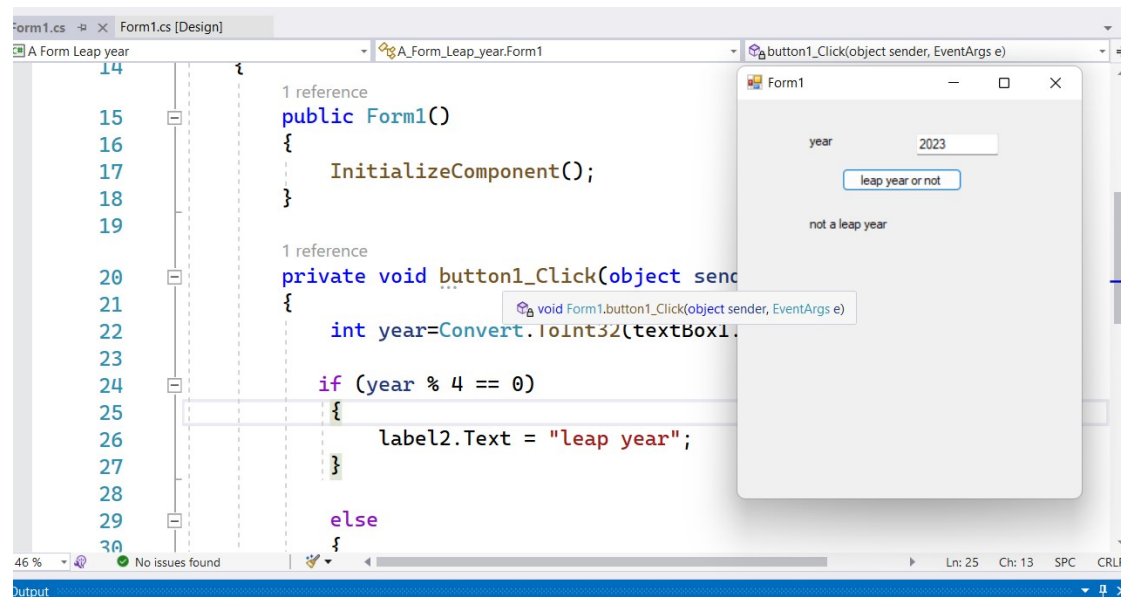 Form1.cs Form1.cs [Design]
A Form Leap year A_Form_Leap_year.Form1 button1_Click(object sender, EventArgs e)
14 {
1 reference
15 public Form1()
16 {
17 InitializeComponent();
18 }
19
1 reference
20 private void button1_Click(object send
21 {
void Form1.button1_Click(object sender, EventArgs e)
22 int year=Convert.ToInt32(textBox1.
23
24 if (year % 4 == 0)
25 {
26 label2.Text = "leap year";
27 }
28
29 else
30 {
Form1
year 2023
leap year or not
not a leap year
46 % No issues found Ln: 25 Ch: 13 SPC CRLF
Output